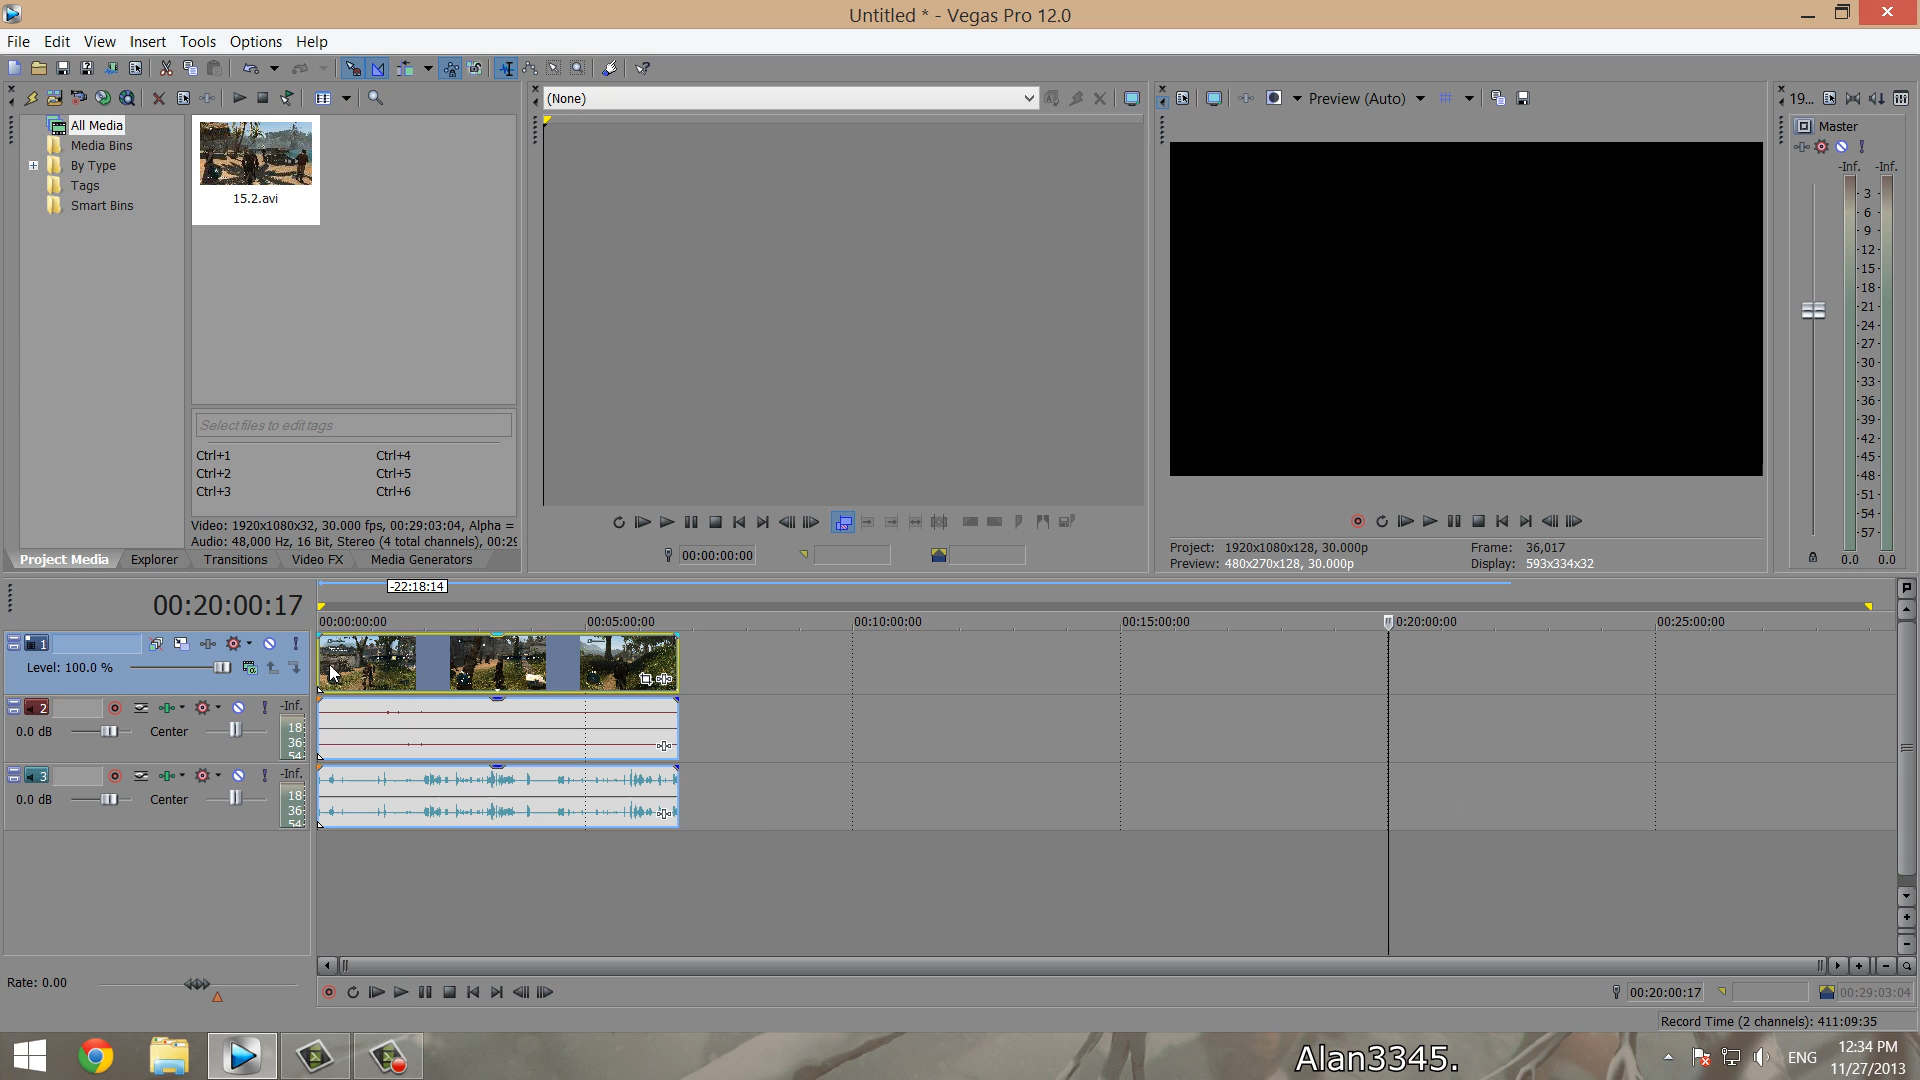 Untitled * - Vegas Pro 12.0
File Edit View Insert Tools Options Help
All Media
Media Bins
By Type
Tags
Smart Bins
15.2.avi
Select files to edit tags
Ctrl+1 Ctrl+4
Ctrl+2 Ctrl+5
Ctrl+3 Ctrl+6
Video: 1920x1080x32, 30.000 fps, 00:29:03:04, Alpha =
Audio: 48,000 Hz, 16 Bit, Stereo (4 total channels), 00:29
Project Media Explorer Transitions Video FX Media Generators
(None)
00:00:00:00
Preview (Auto)
Project: 1920x1080x128, 30.000p
Preview: 480x270x128, 30.000p
Frame: 36,017
Display: 593x334x32
19...
Master
-Inf. -Inf.
3
6
9
12
15
18
21
24
27
30
33
36
39
42
45
48
51
54
57
0.0 0.0
00:20:00:17
-22:18:14
00:00:00:00 00:05:00:00 00:10:00:00 00:15:00:00 00:20:00:00 00:25:00:00
1
Level: 100.0 %
2
-Inf.
0.0 dB Center
18
36
54
3
-Inf.
0.0 dB Center
18
36
54
Rate: 0.00
00:20:00:17 00:29:03:04
Record Time (2 channels): 411:09:35
Alan3345.
ENG
12:34 PM
11/27/2013